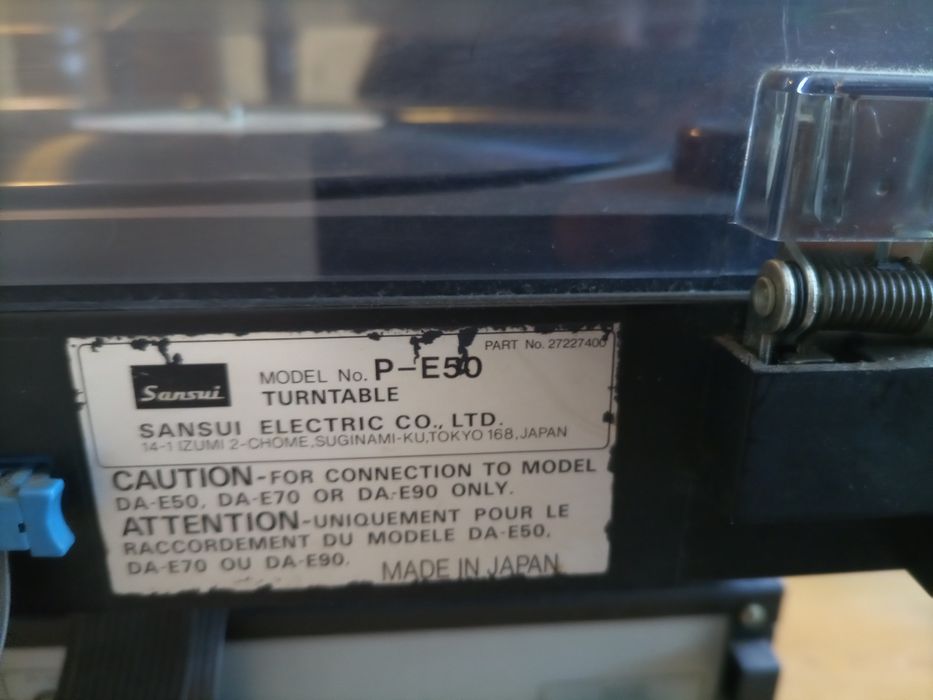 PART No. 27227400
Sansui
MODEL No. P-E50
TURNTABLE
SANSUI ELECTRIC CO., LTD.
14-1 IZUMI 2-CHOME, SUGINAMI-KU, TOKYO 168, JAPAN
CAUTION-FOR CONNECTION TO MODEL
DA-E50, DA-E70 OR DA-E90 ONLY.
ATTENTION-UNIQUEMENT POUR LE
RACCORDEMENT DU MODELE DA-E50,
DA-E70 OU DA-E90.
MADE IN JAPAN